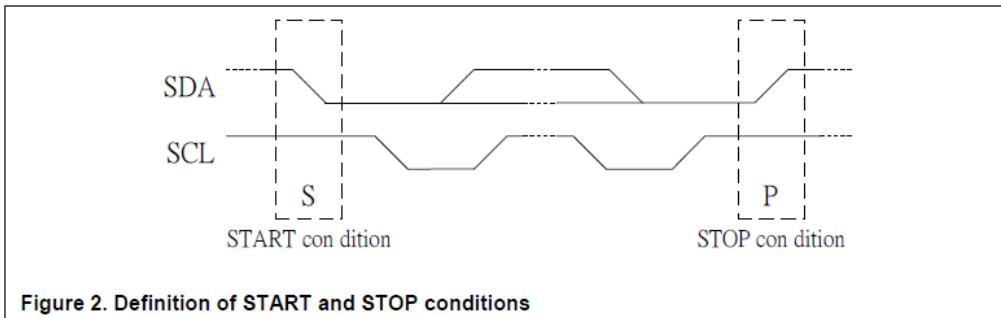 SDA
SCL
S
P
START con dition
STOP con dition
Figure 2. Definition of START and STOP conditions